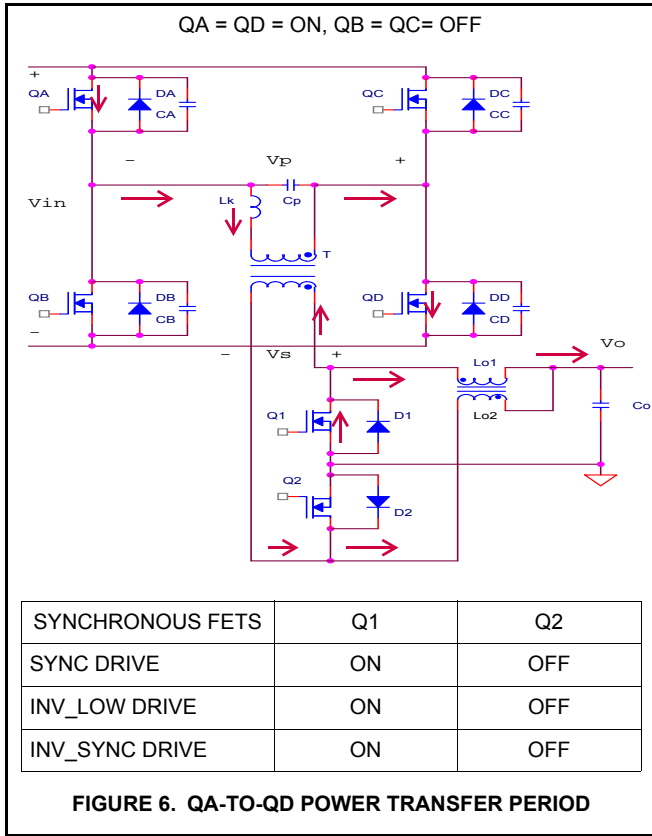 QA = QD = ON, QB = QC= OFF
+
QA
DA
CA
QC
DC
CC
− Vp +
Vin
Lk
Cp
T
QB
DB
CB
QD
DD
CD
−
− Vs +
Lo1
Vo
Lo2
Co
Q1
D1
Q2
D2
SYNCHRONOUS FETS Q1 Q2
SYNC DRIVE ON OFF
INV_LOW DRIVE ON OFF
INV_SYNC DRIVE ON OFF
FIGURE 6. QA-TO-QD POWER TRANSFER PERIOD